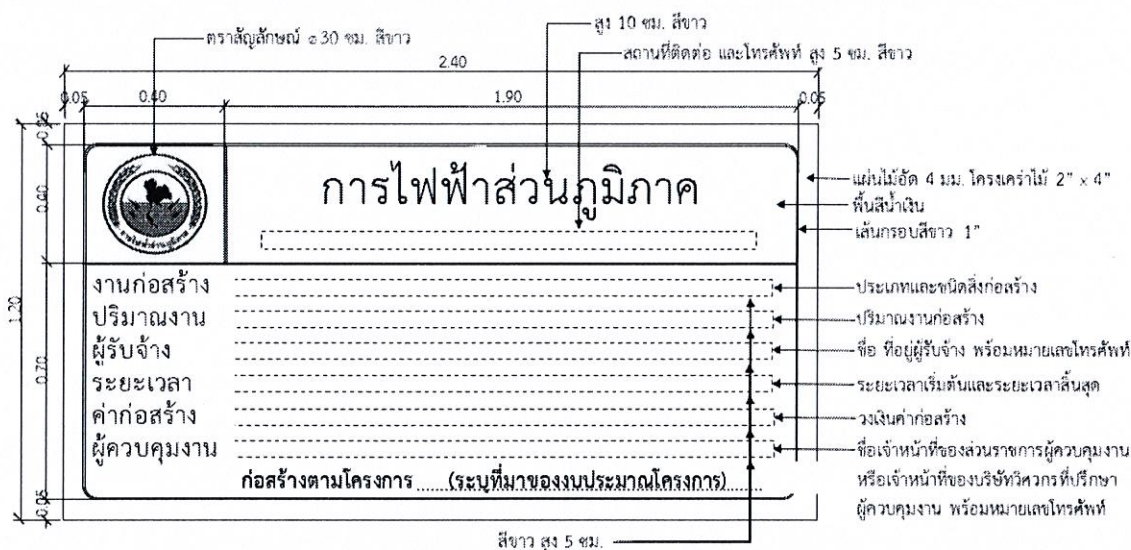 สูง 10 ซม. สีขาว
ตราสัญลักษณ์ ⌀30 ซม. สีขาว
สถานที่ติดต่อ และโทรศัพท์ สูง 5 ซม. สีขาว
2.40
0.05 0.40 1.90 0.05
0.05
0.40
1.20
0.70
0.05
การไฟฟ้าส่วนภูมิภาค
การไฟฟ้าส่วนภูมิภาค
แผ่นไม้อัด 4 มม. โครงเคร่าไม้ 2" x 4"
พื้นสีน้ำเงิน
เส้นกรอบสีขาว 1"
งานก่อสร้าง
ประเภทและชนิดสิ่งก่อสร้าง
ปริมาณงาน
ปริมาณงานก่อสร้าง
ผู้รับจ้าง
ชื่อ ที่อยู่ผู้รับจ้าง พร้อมหมายเลขโทรศัพท์
ระยะเวลา
ระยะเวลาเริ่มต้นและระยะเวลาสิ้นสุด
ค่าก่อสร้าง
วงเงินค่าก่อสร้าง
ผู้ควบคุมงาน
ชื่อเจ้าหน้าที่ของส่วนราชการผู้ควบคุมงาน
หรือเจ้าหน้าที่ของบริษัทวิศวกรที่ปรึกษา
ผู้ควบคุมงาน พร้อมหมายเลขโทรศัพท์
ก่อสร้างตามโครงการ .....(ระบุที่มาของงบประมาณโครงการ).....
สีขาว สูง 5 ซม.